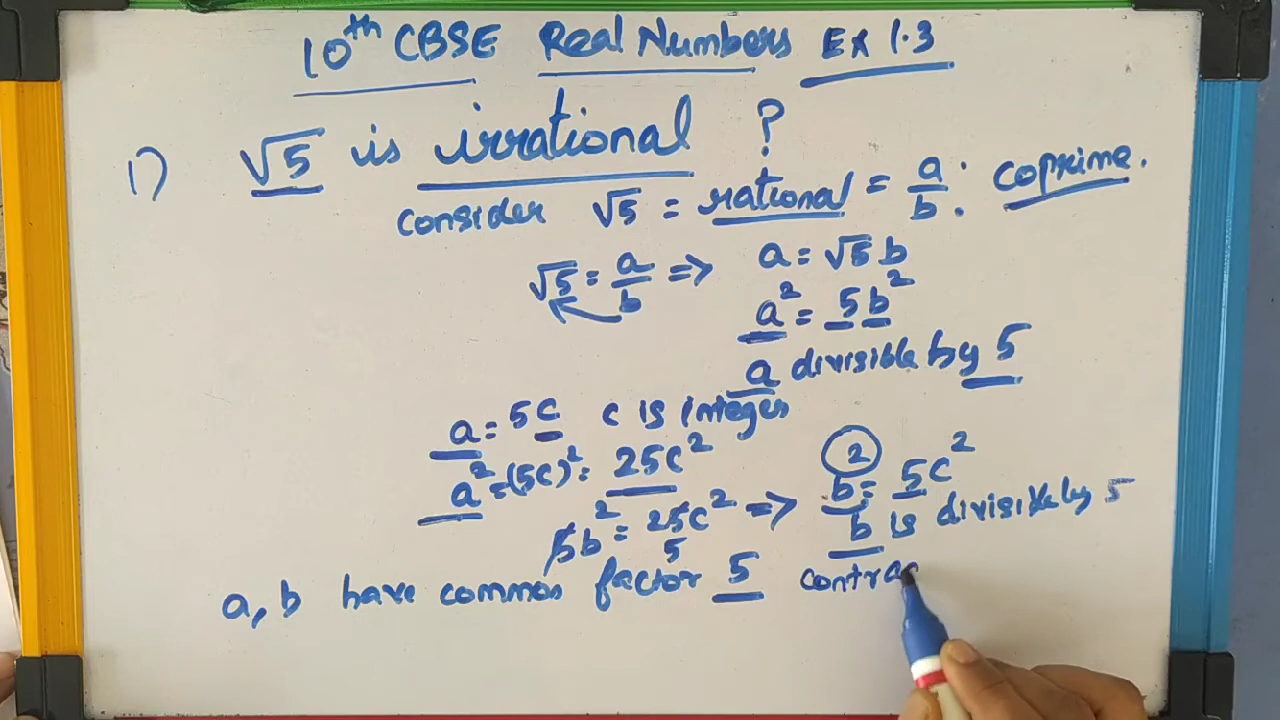 10th CBSE Real Numbers Ex 1.3
1) √5 is irrational ?
consider √5 = rational = a/b : coprime.
√5 = a/b => a = √5 b
a² = 5b²
a divisible by 5
a = 5c c is integer
a² = (5c)² = 25c²
5b² = 25c² => b² = 5c²
5
b is divisible by 5
a, b have common factor 5 contrac